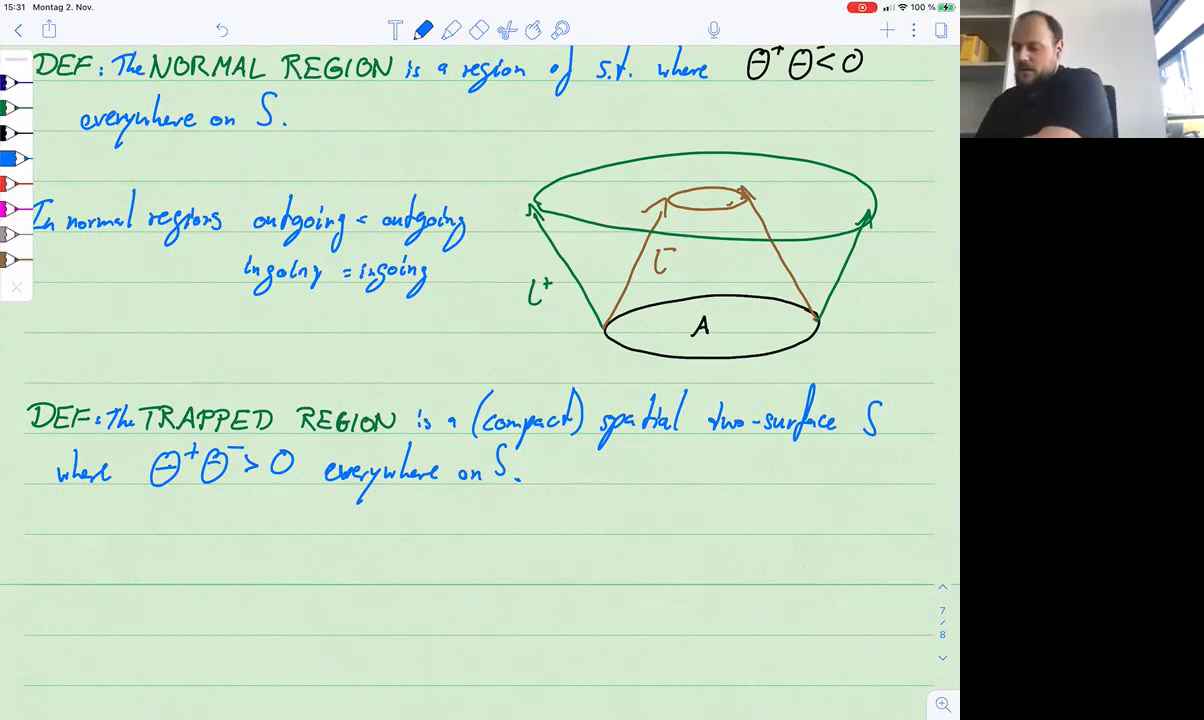 15:31 Montag 2. Nov. 100 %
DEF: The NORMAL REGION is a region of s.t. where Θ⁺Θ⁻ < 0
everywhere on S.
In normal regions outgoing = outgoing
ingoing = ingoing
l⁻
l⁺
A
DEF: The TRAPPED REGION is a (compact) spatial two-surface S
where Θ⁺Θ⁻ > 0 everywhere on S.
7
/
8